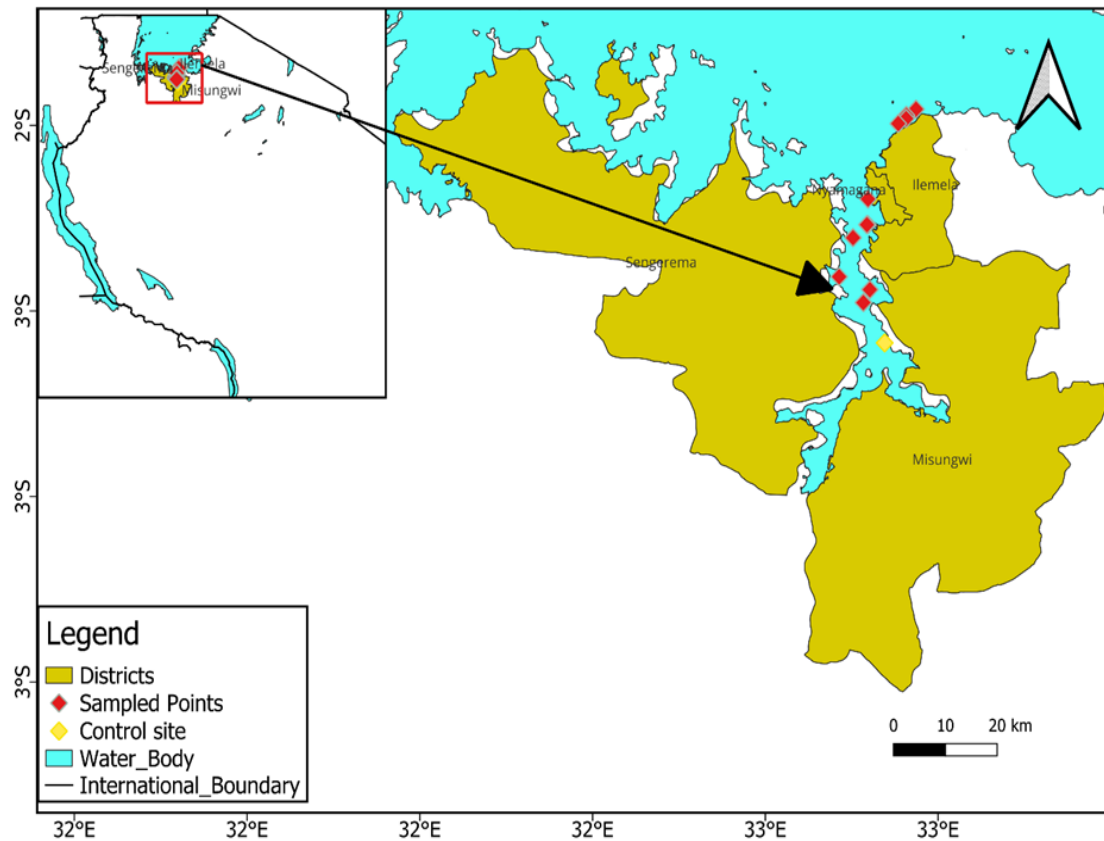 Sengerema
Ilemela
Misungwi
2°S
3°S
3°S
3°S
Nyamagana
Ilemela
Sengerema
Misungwi
Legend
Districts
Sampled Points
Control site
Water_Body
International_Boundary
0 10 20 km
32°E 32°E 32°E 32°E 33°E 33°E